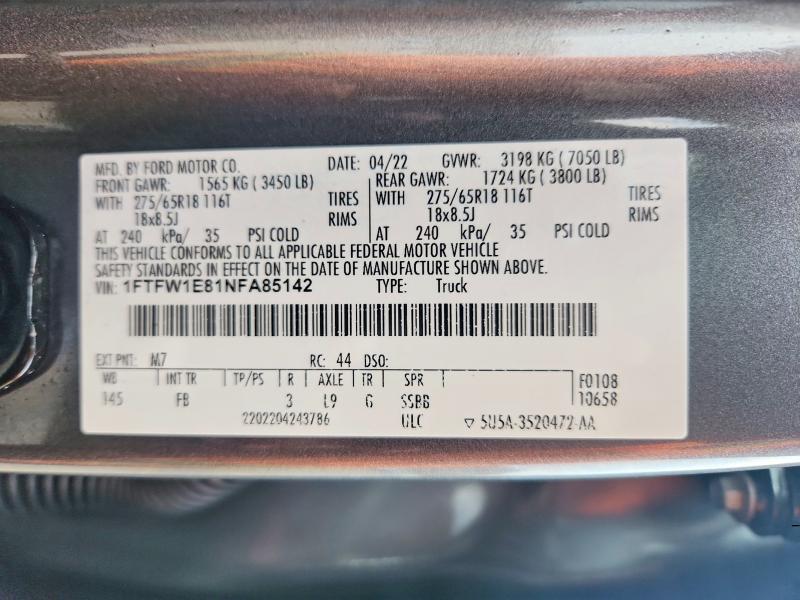 MFD. BY FORD MOTOR CO. DATE: 04/22 GVWR: 3198 KG ( 7050 LB)
FRONT GAWR: 1565 KG ( 3450 LB) REAR GAWR: 1724 KG ( 3800 LB)
WITH 275/65R18 116T TIRES WITH 275/65R18 116T TIRES
18x8.5J RIMS 18x8.5J RIMS
AT 240 kPa/ 35 PSI COLD AT 240 kPa/ 35 PSI COLD
THIS VEHICLE CONFORMS TO ALL APPLICABLE FEDERAL MOTOR VEHICLE
SAFETY STANDARDS IN EFFECT ON THE DATE OF MANUFACTURE SHOWN ABOVE.
VIN: 1FTFW1E81NFA85142 TYPE: Truck
EXT PNT: M7 RC: 44 DSO:
WB INT TR TP/PS R AXLE TR SPR F0108
145 FB 3 L9 G SSBB 10658
2202204243786 ULC ▽ 5U5A-3520472-AA